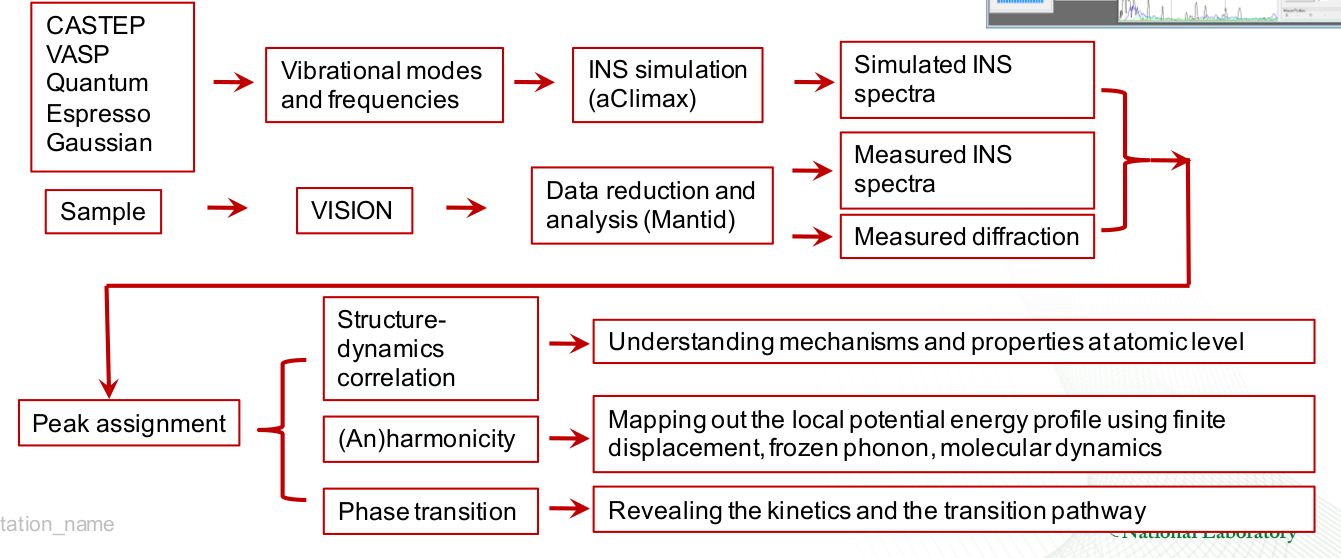 CASTEP
VASP
Quantum
Espresso
Gaussian
Vibrational modes
and frequencies
INS simulation
(aClimax)
Simulated INS
spectra
Sample
VISION
Data reduction and
analysis (Mantid)
Measured INS
spectra
Measured diffraction
Peak assignment
Structure-
dynamics
correlation
Understanding mechanisms and properties at atomic level
(An)harmonicity
Mapping out the local potential energy profile using finite
displacement, frozen phonon, molecular dynamics
Phase transition
Revealing the kinetics and the transition pathway
tation_name
National Laboratory